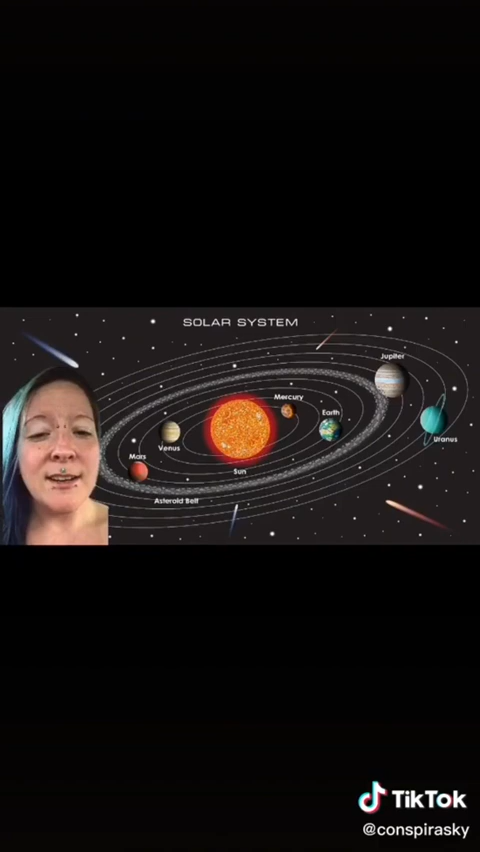 SOLAR SYSTEM
Jupiter
Mercury
Earth
Uranus
Venus
Mars
Sun
Asteroid Belt
TikTok
@conspirasky